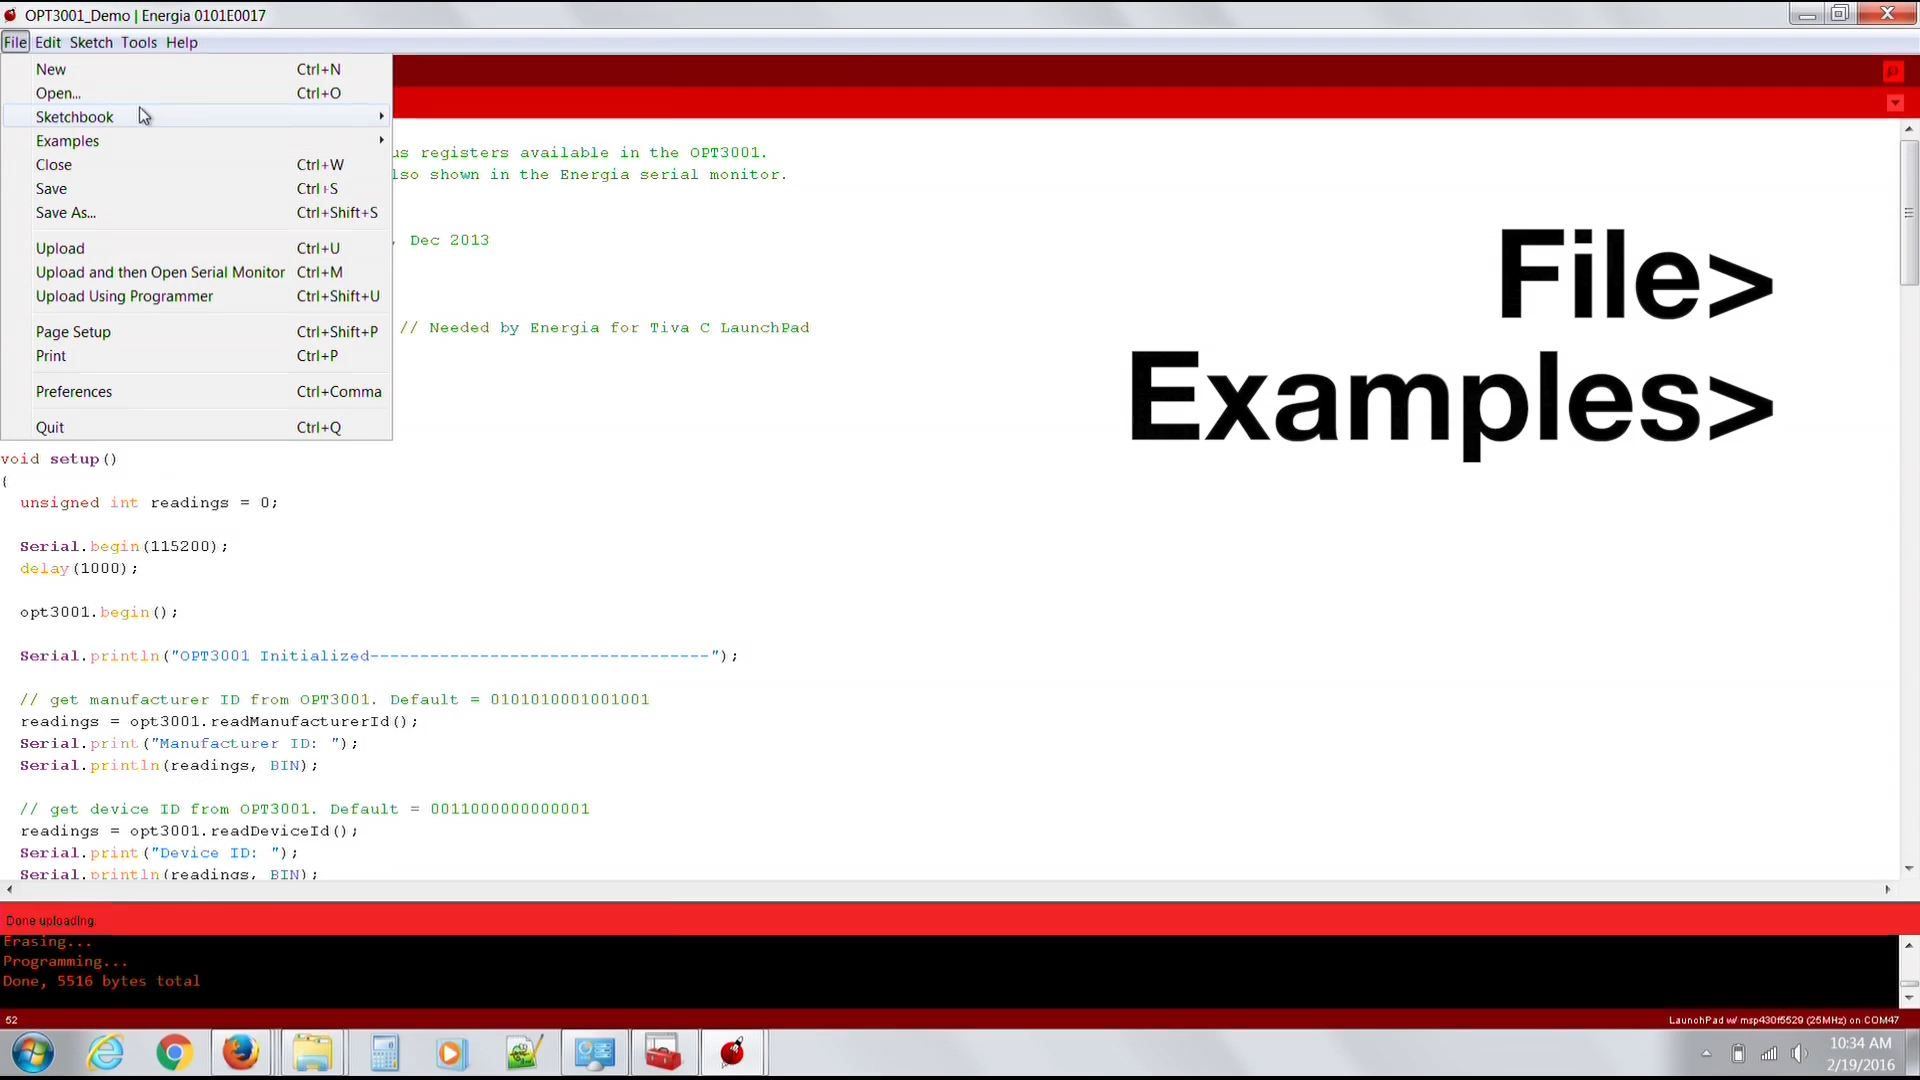 OPT3001_Demo | Energia 0101E0017
File Edit Sketch Tools Help
New Ctrl+N
Open... Ctrl+O
Sketchbook
Examples
Close Ctrl+W
Save Ctrl+S
Save As... Ctrl+Shift+S
Upload Ctrl+U
Upload and then Open Serial Monitor Ctrl+M
Upload Using Programmer Ctrl+Shift+U
Page Setup Ctrl+Shift+P
Print Ctrl+P
Preferences Ctrl+Comma
Quit Ctrl+Q
us registers available in the OPT3001.
lso shown in the Energia serial monitor.
, Dec 2013
// Needed by Energia for Tiva C LaunchPad
File>
Examples>
void setup()
{
unsigned int readings = 0;
Serial.begin(115200);
delay(1000);
opt3001.begin();
Serial.println("OPT3001 Initialized----------------------------------");
// get manufacturer ID from OPT3001. Default = 0101010001001001
readings = opt3001.readManufacturerId();
Serial.print("Manufacturer ID: ");
Serial.println(readings, BIN);
// get device ID from OPT3001. Default = 0011000000000001
readings = opt3001.readDeviceId();
Serial.print("Device ID: ");
Serial.println(readings, BIN);
Done uploading.
Erasing...
Programming...
Done, 5516 bytes total
52
LaunchPad w/ msp430f5529 (25MHz) on COM47
10:34 AM
2/19/2016